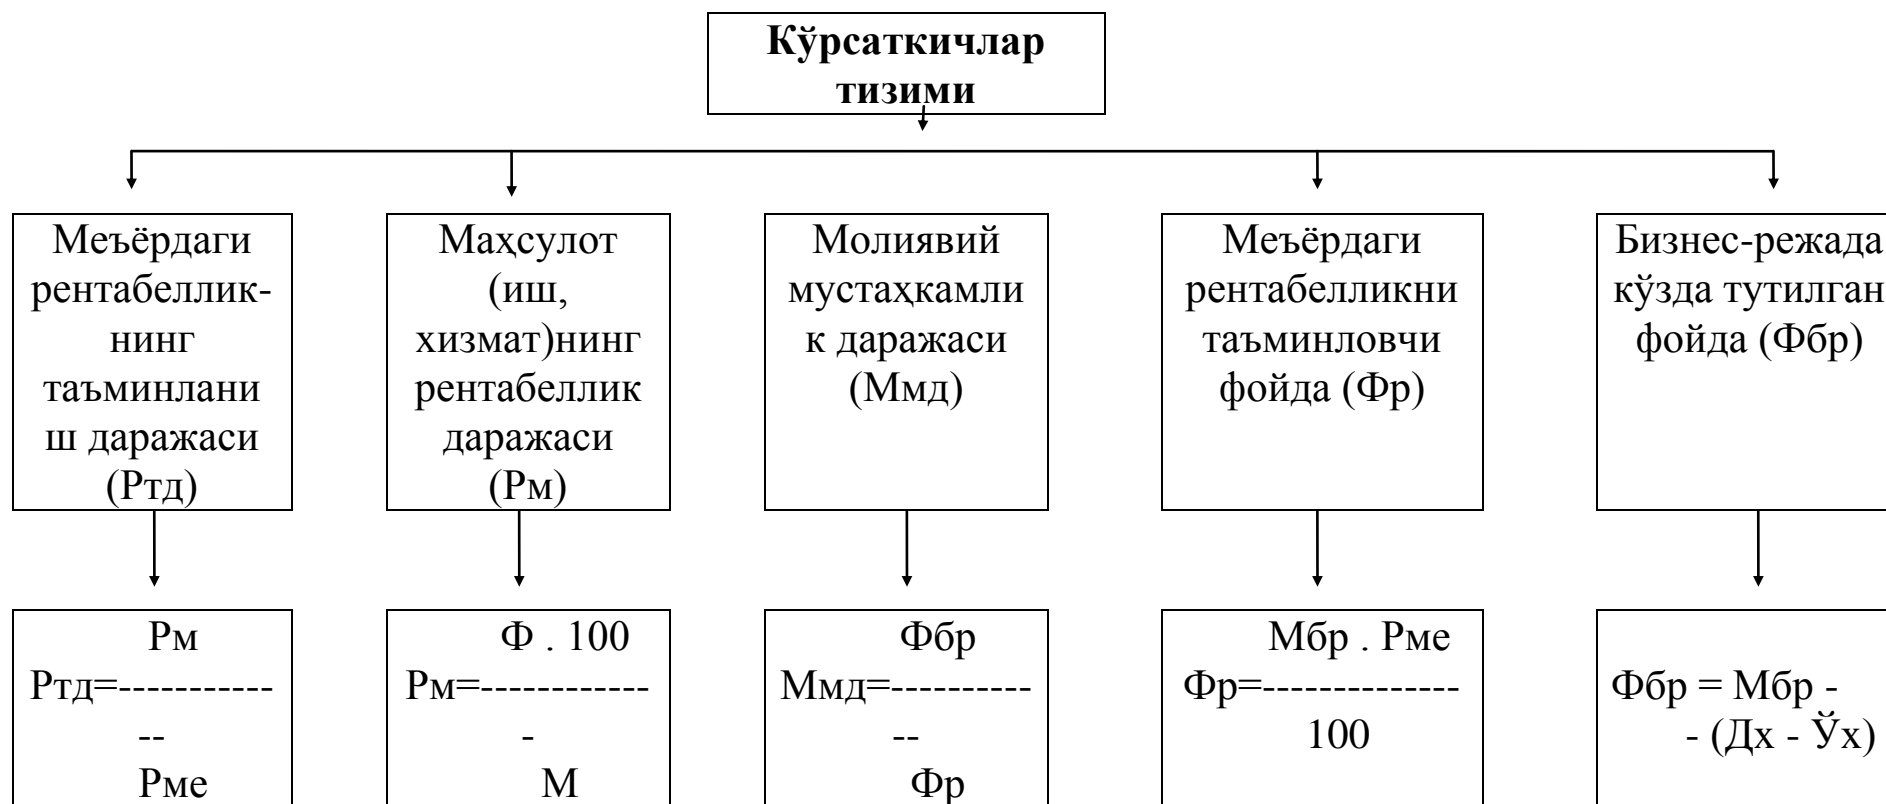 Кўрсаткичлар
тизими
Меъёрдаги
рентабеллик-
нинг
таъминлани
ш даражаси
(Ртд)
Маҳсулот
(иш,
хизмат)нинг
рентабеллик
даражаси
(Рм)
Молиявий
мустаҳкамли
к даражаси
(Ммд)
Меъёрдаги
рентабелликни
таъминловчи
фойда (Фр)
Бизнес-режада
кўзда тутилган
фойда (Фбр)
Рм
Ртд=-----------
--
Рме
Ф . 100
Рм=------------
-
М
Фбр
Ммд=----------
--
Фр
Мбр . Рме
Фр=--------------
100
Фбр = Мбр -
- (Дх - Ўх)